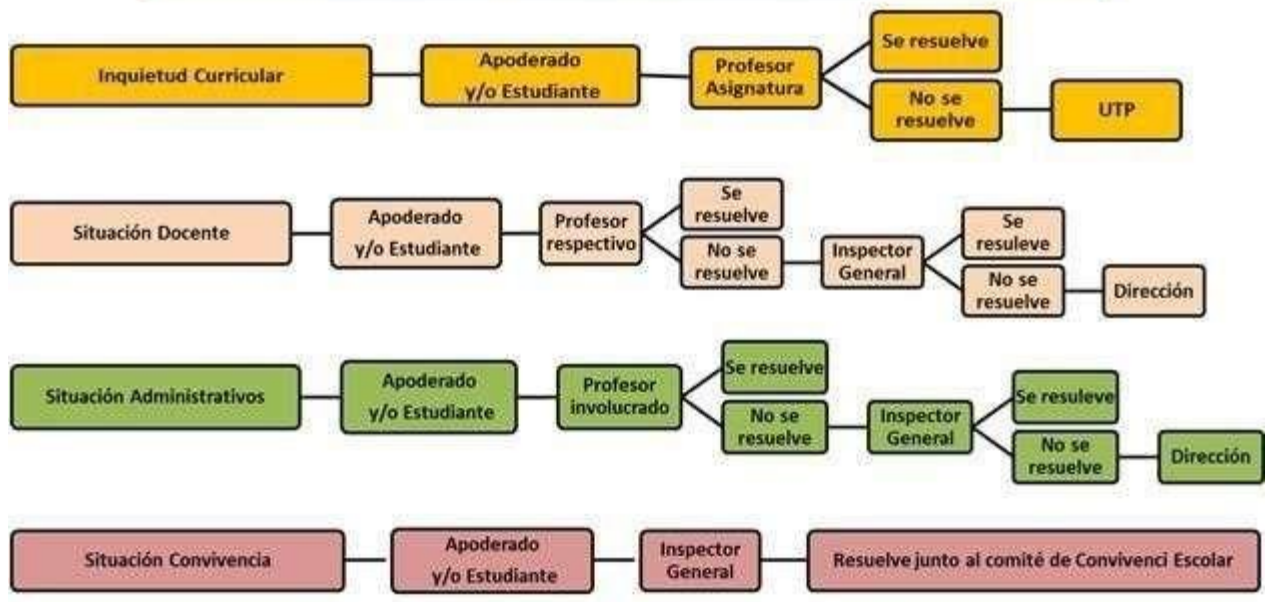 Inquietud Curricular
Apoderado
y/o Estudiante
Profesor
Asignatura
Se resuelve
No se
resuelve
UTP
Situación Docente
Apoderado
y/o Estudiante
Profesor
respectivo
Se
resuelve
No se
resuelve
Inspector
General
Se
resuleve
No se
resuelve
Dirección
Situación Administrativos
Apoderado
y/o Estudiante
Profesor
involucrado
Se resuelve
No se
resuelve
Inspector
General
Se resuleve
No se
resuelve
Dirección
Situación Convivencia
Apoderado
y/o Estudiante
Inspector
General
Resuelve junto al comité de Convivenci Escolar